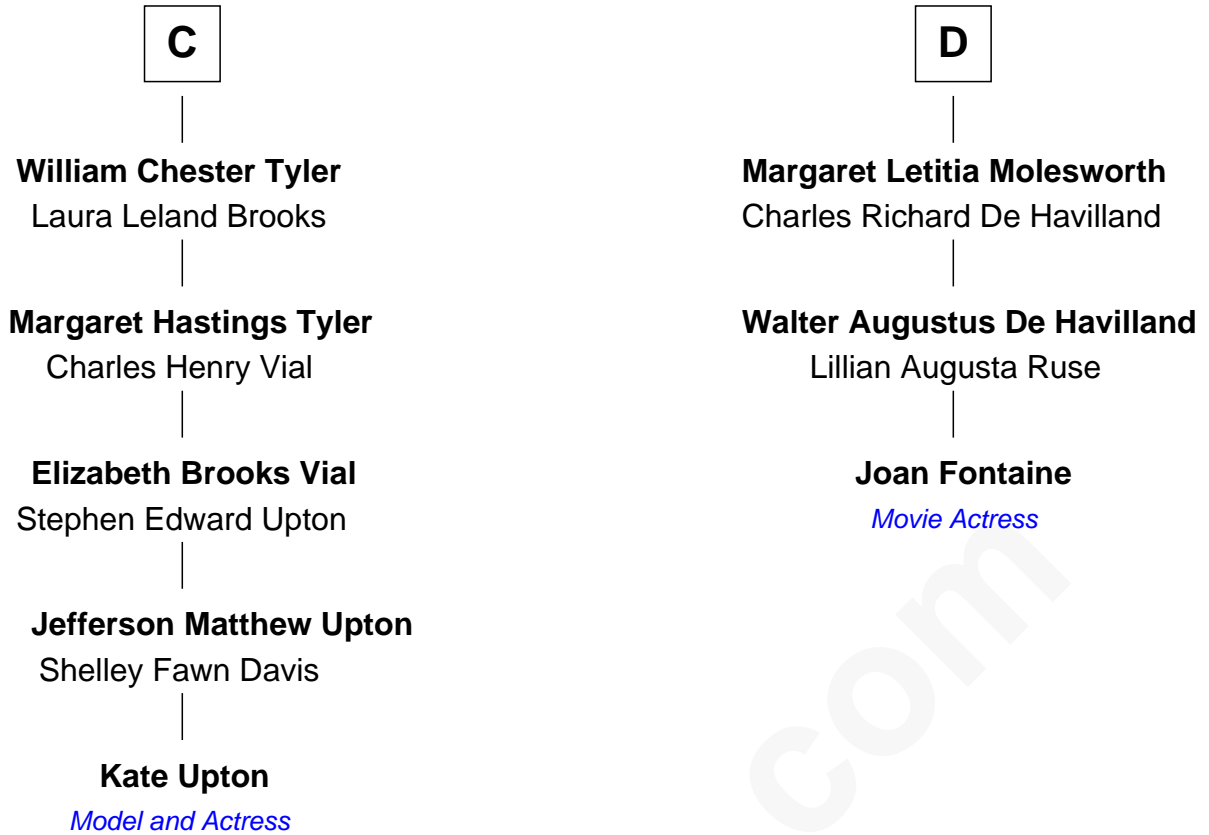 C
William Chester Tyler
Laura Leland Brooks
Margaret Hastings Tyler
Charles Henry Vial
Elizabeth Brooks Vial
Stephen Edward Upton
Jefferson Matthew Upton
Shelley Fawn Davis
Kate Upton
Model and Actress
D
Margaret Letitia Molesworth
Charles Richard De Havilland
Walter Augustus De Havilland
Lillian Augusta Ruse
Joan Fontaine
Movie Actress
com